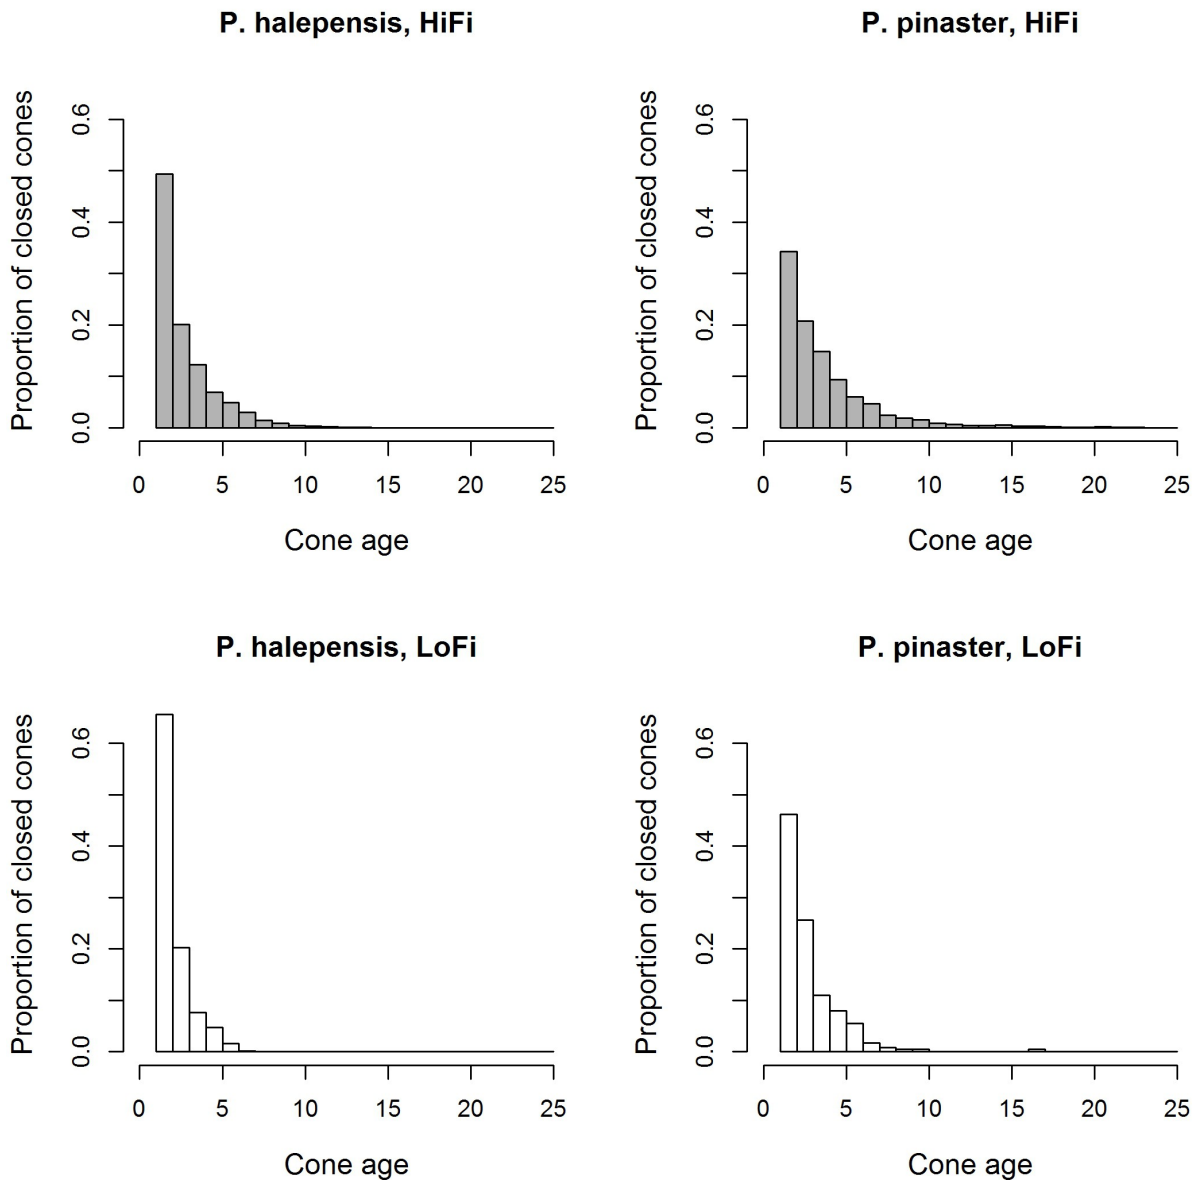 P. halepensis, HiFi
Proportion of closed cones
0.0 0.2 0.4 0.6
0 5 10 15 20 25
Cone age
P. pinaster, HiFi
Proportion of closed cones
0.0 0.2 0.4 0.6
0 5 10 15 20 25
Cone age
P. halepensis, LoFi
Proportion of closed cones
0.0 0.2 0.4 0.6
0 5 10 15 20 25
Cone age
P. pinaster, LoFi
Proportion of closed cones
0.0 0.2 0.4 0.6
0 5 10 15 20 25
Cone age